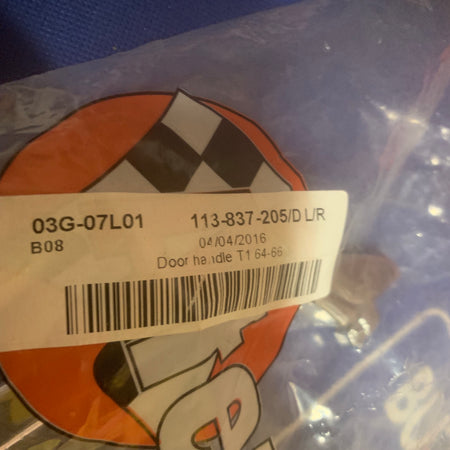 03G-07L01 113-837-205/D L/R
B08 04/04/2016
Door handle T1 64-66